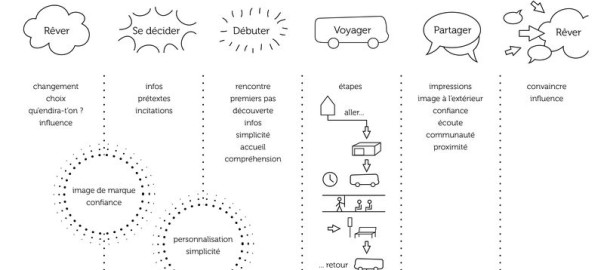 Rêver
Se décider
Débuter
Voyager
Partager
Rêver
changement
choix
qu'endira-t'on ?
influence
infos
prétextes
incitations
rencontre
premiers pas
découverte
infos
simplicité
accueil
compréhension
étapes
aller...
... retour
impressions
image à l'extérieur
confiance
écoute
communauté
proximité
convaincre
influence
image de marque
confiance
personnalisation
simplicité